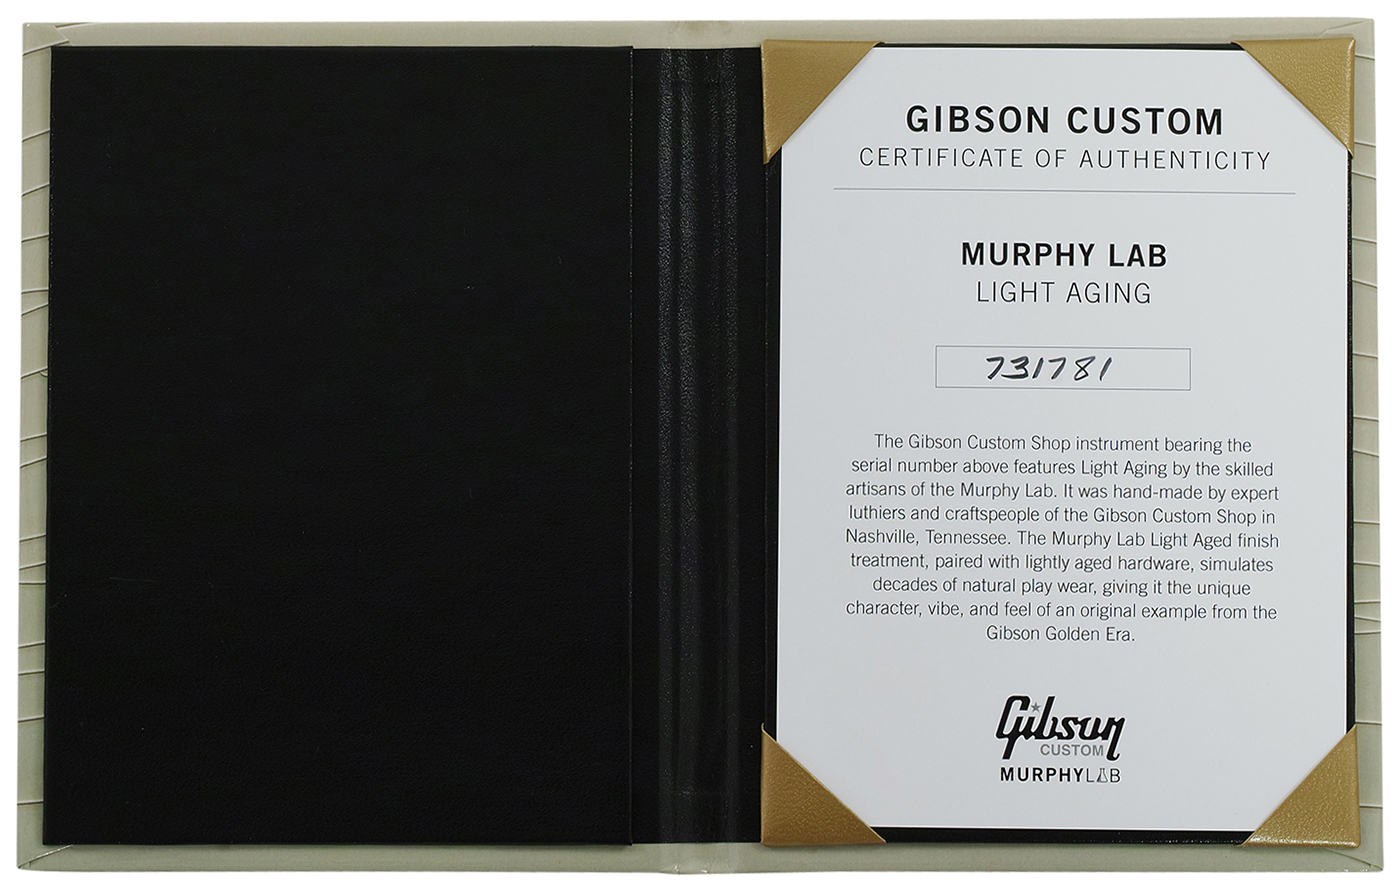 GIBSON CUSTOM
CERTIFICATE OF AUTHENTICITY
MURPHY LAB
LIGHT AGING
731781
The Gibson Custom Shop instrument bearing the
serial number above features Light Aging by the skilled
artisans of the Murphy Lab. It was hand-made by expert
luthiers and craftspeople of the Gibson Custom Shop in
Nashville, Tennessee. The Murphy Lab Light Aged finish
treatment, paired with lightly aged hardware, simulates
decades of natural play wear, giving it the unique
character, vibe, and feel of an original example from the
Gibson Golden Era.
Gibson
CUSTOM
MURPHYLAB